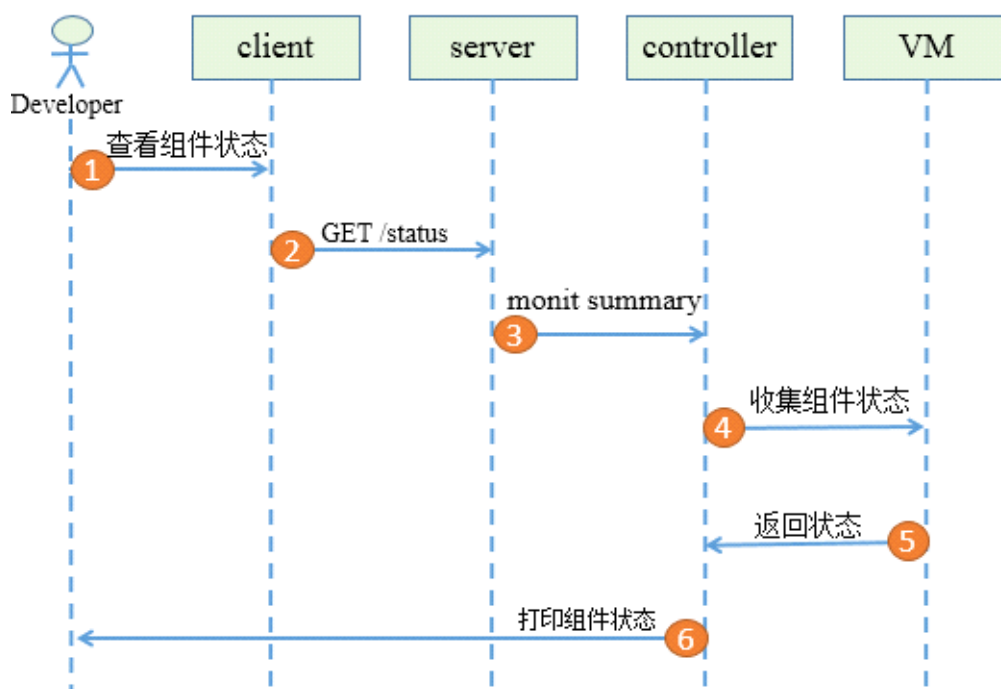 client
server
controller
VM
Developer
查看组件状态
1
GET /status
2
monit summary
3
收集组件状态
4
返回状态
5
打印组件状态
6